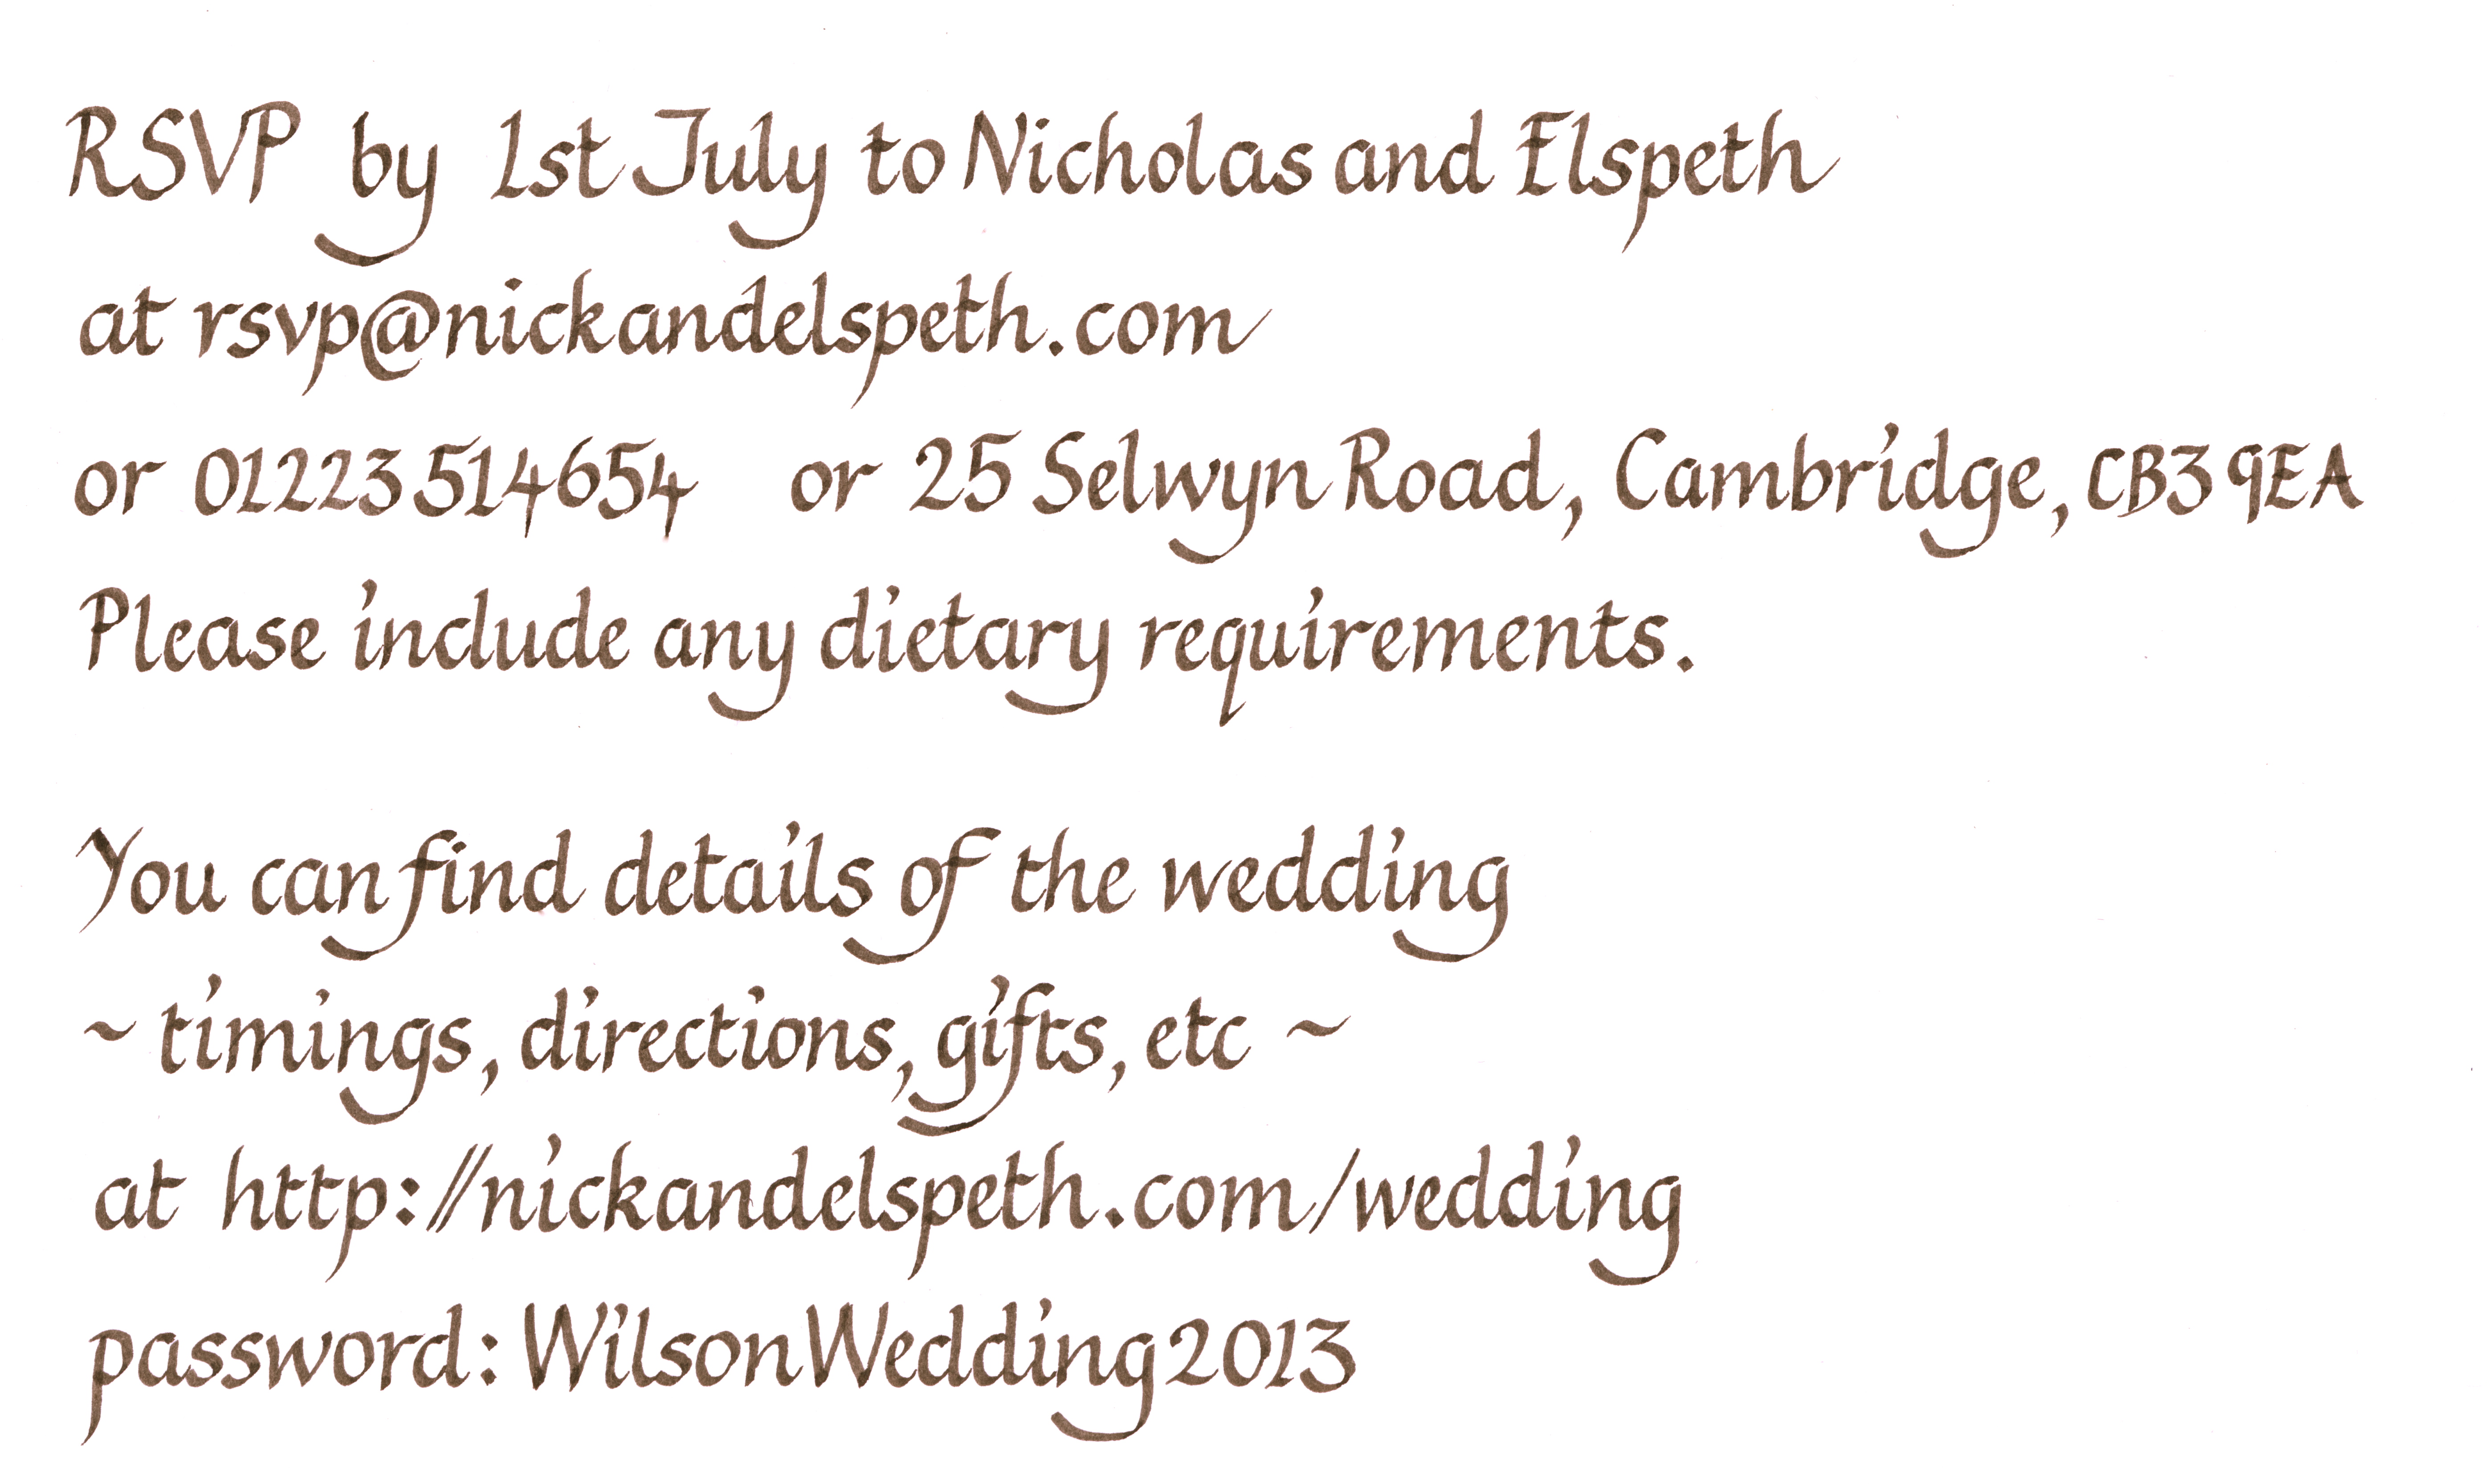 RSVP by 1st July to Nicholas and Elspeth
at rsvp@nickandelspeth.com
or 01223 514654 or 25 Selwyn Road, Cambridge, CB3 9EA
Please include any dietary requirements.
You can find details of the wedding
~ timings, directions, gifts, etc ~
at http://nickandelspeth.com/wedding
password: WilsonWedding2013